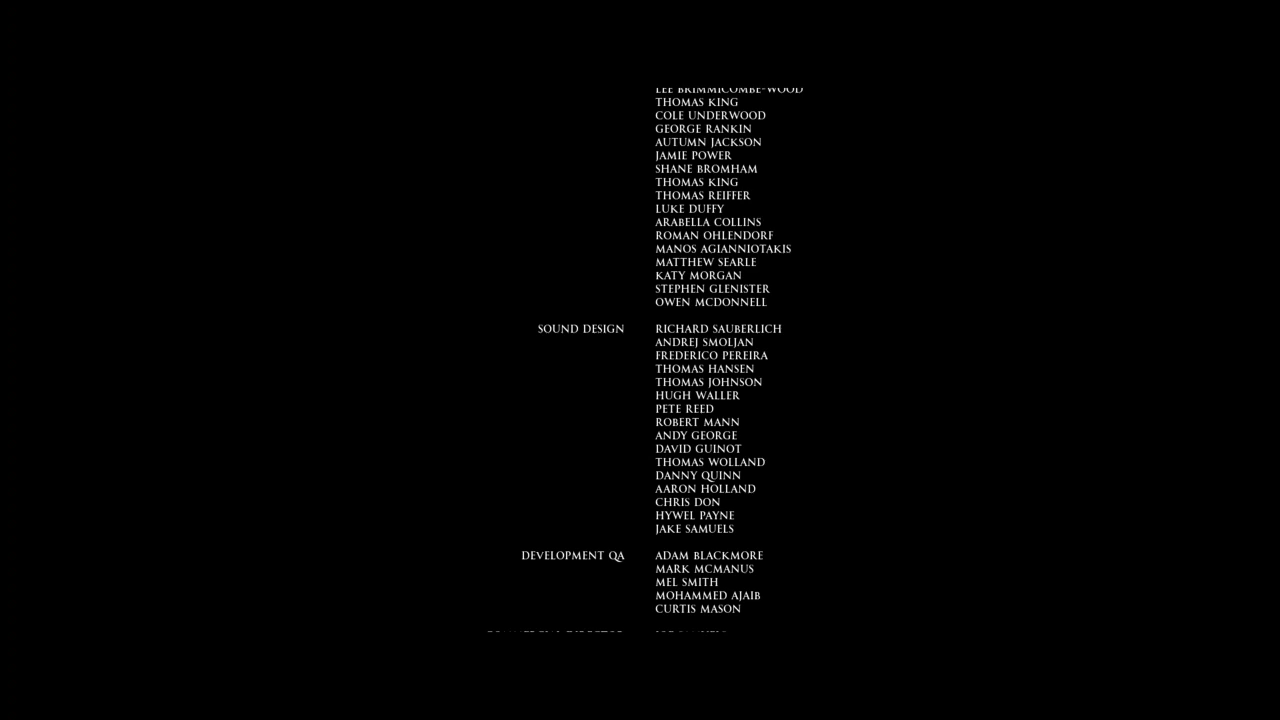 LEE BRIMMICOMBE-WOOD
THOMAS KING
COLE UNDERWOOD
GEORGE RANKIN
AUTUMN JACKSON
JAMIE POWER
SHANE BROMHAM
THOMAS KING
THOMAS REIFFER
LUKE DUFFY
ARABELLA COLLINS
ROMAN OHLENDORF
MANOS AGIANNIOTAKIS
MATTHEW SEARLE
KATY MORGAN
STEPHEN GLENISTER
OWEN MCDONNELL
SOUND DESIGN RICHARD SAUBERLICH
ANDREJ SMOLJAN
FREDERICO PEREIRA
THOMAS HANSEN
THOMAS JOHNSON
HUGH WALLER
PETE REED
ROBERT MANN
ANDY GEORGE
DAVID GUINOT
THOMAS WOLLAND
DANNY QUINN
AARON HOLLAND
CHRIS DON
HYWEL PAYNE
JAKE SAMUELS
DEVELOPMENT QA ADAM BLACKMORE
MARK MCMANUS
MEL SMITH
MOHAMMED AJAIB
CURTIS MASON